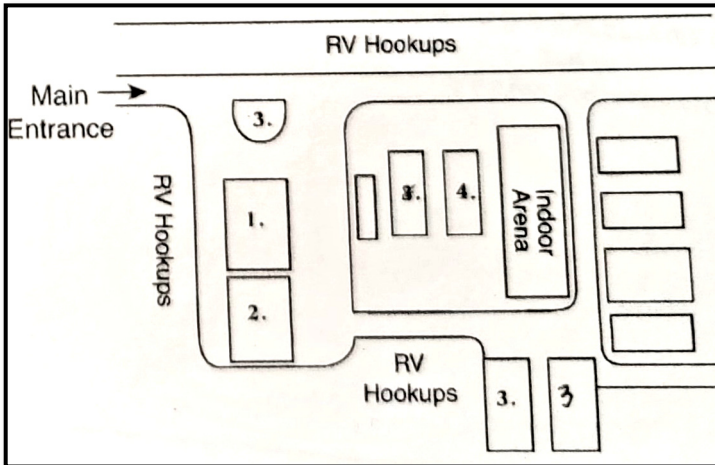 RV Hookups
Main
Entrance
3.
RV Hookups
1.
4.
Indoor
Arena
2.
RV
Hookups
3.
3